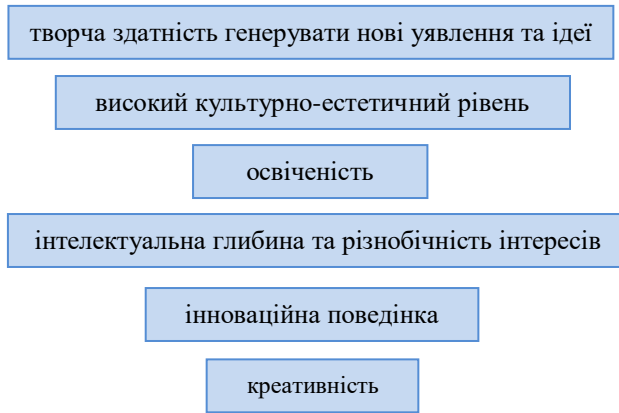 творча здатність генерувати нові уявлення та ідеї
високий культурно-естетичний рівень
освіченість
інтелектуальна глибина та різнобічність інтересів
інноваційна поведінка
креативність